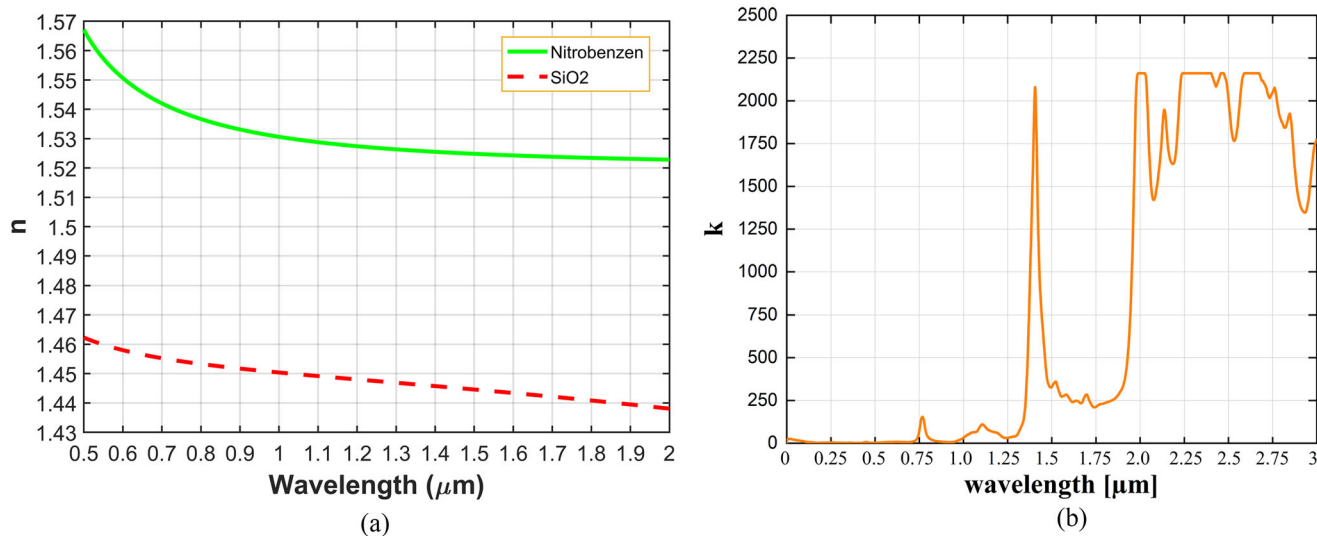 1.57
1.56
1.55
1.54
1.53
1.52
1.51
1.5
1.49
1.48
1.47
1.46
1.45
1.44
1.43
n
0.5 0.6 0.7 0.8 0.9 1 1.1 1.2 1.3 1.4 1.5 1.6 1.7 1.8 1.9 2
Wavelength (μm)
Nitrobenzen
SiO2
(a)
2500
2250
2000
1750
1500
2250
1000
750
500
250
0
k
0 0.25 0.5 0.75 1.0 1.25 1.5 1.75 2.0 2.25 2.5 2.75 3
wavelength [μm]
(b)